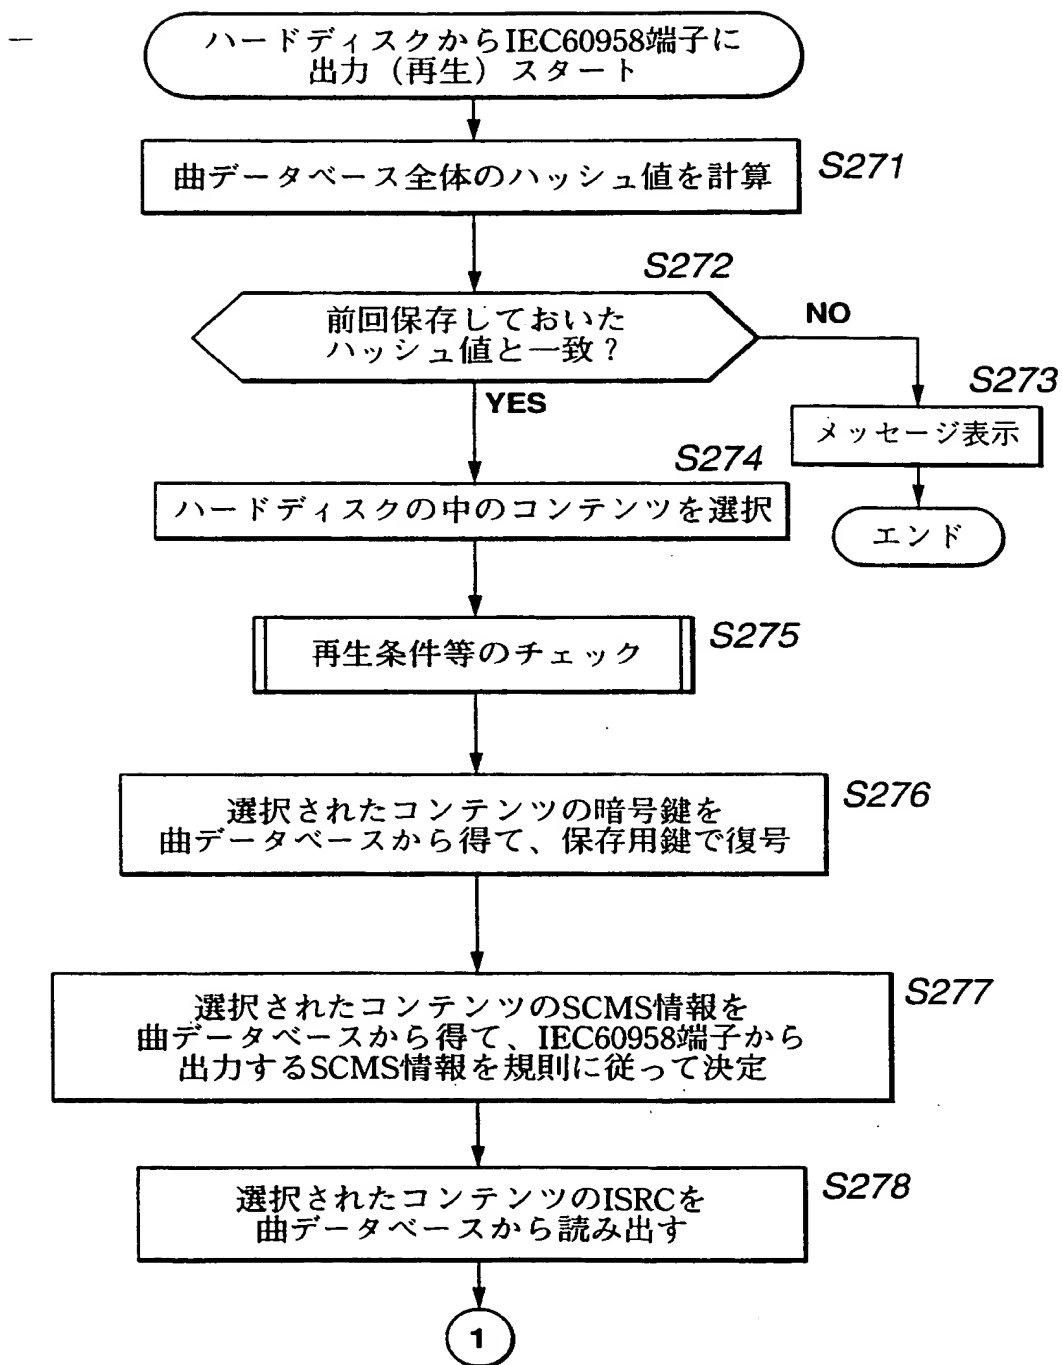 ハードディスクからIEC60958端子に
出力（再生）スタート
曲データベース全体のハッシュ値を計算
S271
S272
前回保存しておいた
ハッシュ値と一致？
NO
YES
S273
メッセージ表示
エンド
S274
ハードディスクの中のコンテンツを選択
S275
再生条件等のチェック
S276
選択されたコンテンツの暗号鍵を
曲データベースから得て、保存用鍵で復号
S277
選択されたコンテンツのSCMS情報を
曲データベースから得て、IEC60958端子から
出力するSCMS情報を規則に従って決定
S278
選択されたコンテンツのISRCを
曲データベースから読み出す
1